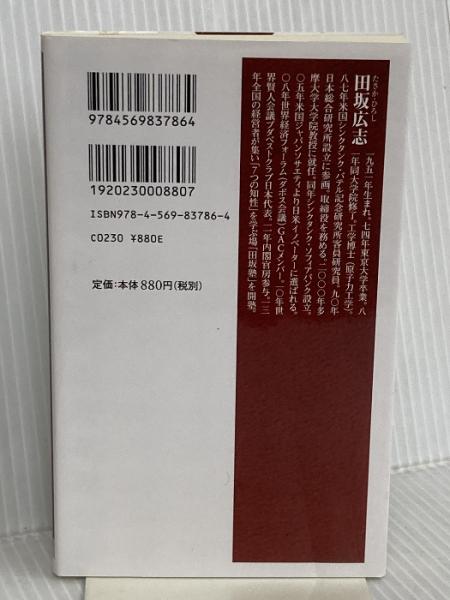 9784569837864
1920230008807
ISBN978-4-569-83786-4
C0230 ¥880E
定価:本体880円(税別)
たさか・ひろし
田坂広志
一九五一年生まれ。七四年東京大学卒業。八
一年同大学院修了。工学博士(原子力工学)。
八七年米国シンクタンク・バテル記念研究所客員研究員。九〇年
日本総合研究所設立に参画。取締役を務める。二〇〇〇年多
摩大学大学院教授に就任。同年シンクタンク・ソフィアバンク設立。
〇五年米国ジャパンソサエティより日米イノベーターに選ばれる。
〇八年世界経済フォーラム(ダボス会議)GACメンバー。一〇年世
界賢人会議ブダペストクラブ日本代表。一一年内閣官房参与。一三
年全国の経営者が集い「7つの知性」を学ぶ場「田坂塾」を開塾。